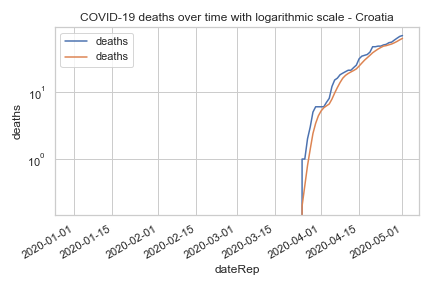 COVID-19 deaths over time with logarithmic scale - Croatia
deaths
deaths
deaths
10¹
10⁰
2020-01-01
2020-01-15
2020-02-01
2020-02-15
2020-03-01
2020-03-15
2020-04-01
2020-04-15
2020-05-01
dateRep